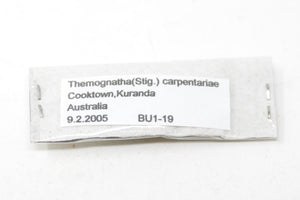 Themognatha(Stig.) carpentariae
Cooktown,Kuranda
Australia
9.2.2005 BU1-19